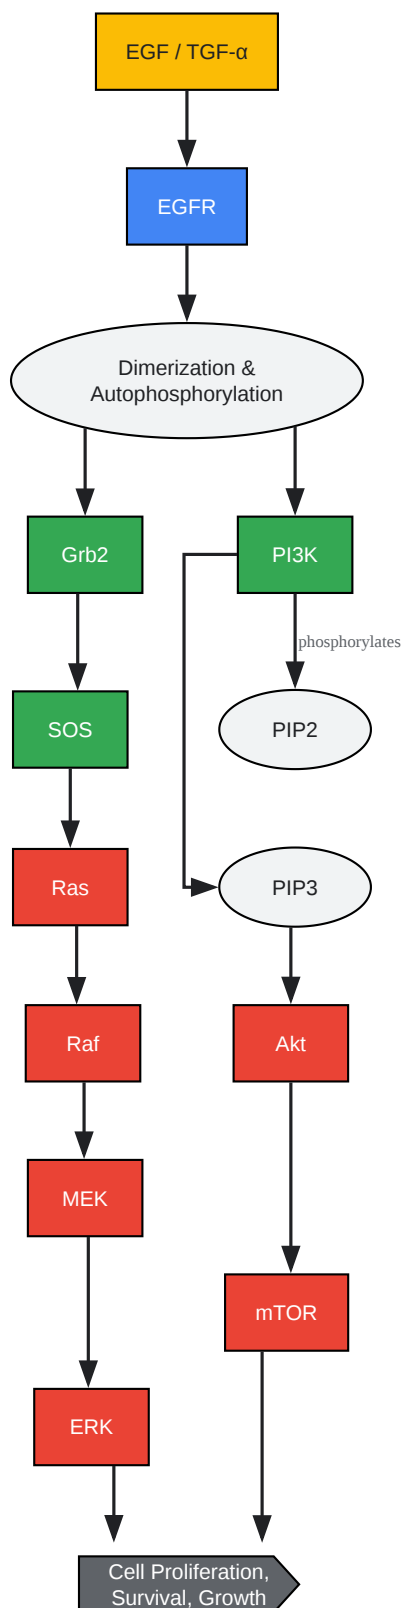 EGF / TGF-α
EGFR
Dimerization &
Autophosphorylation
Grb2
PI3K
phosphorylates
SOS
PIP2
Ras
PIP3
Raf
Akt
MEK
mTOR
ERK
Cell Proliferation,
Survival, Growth